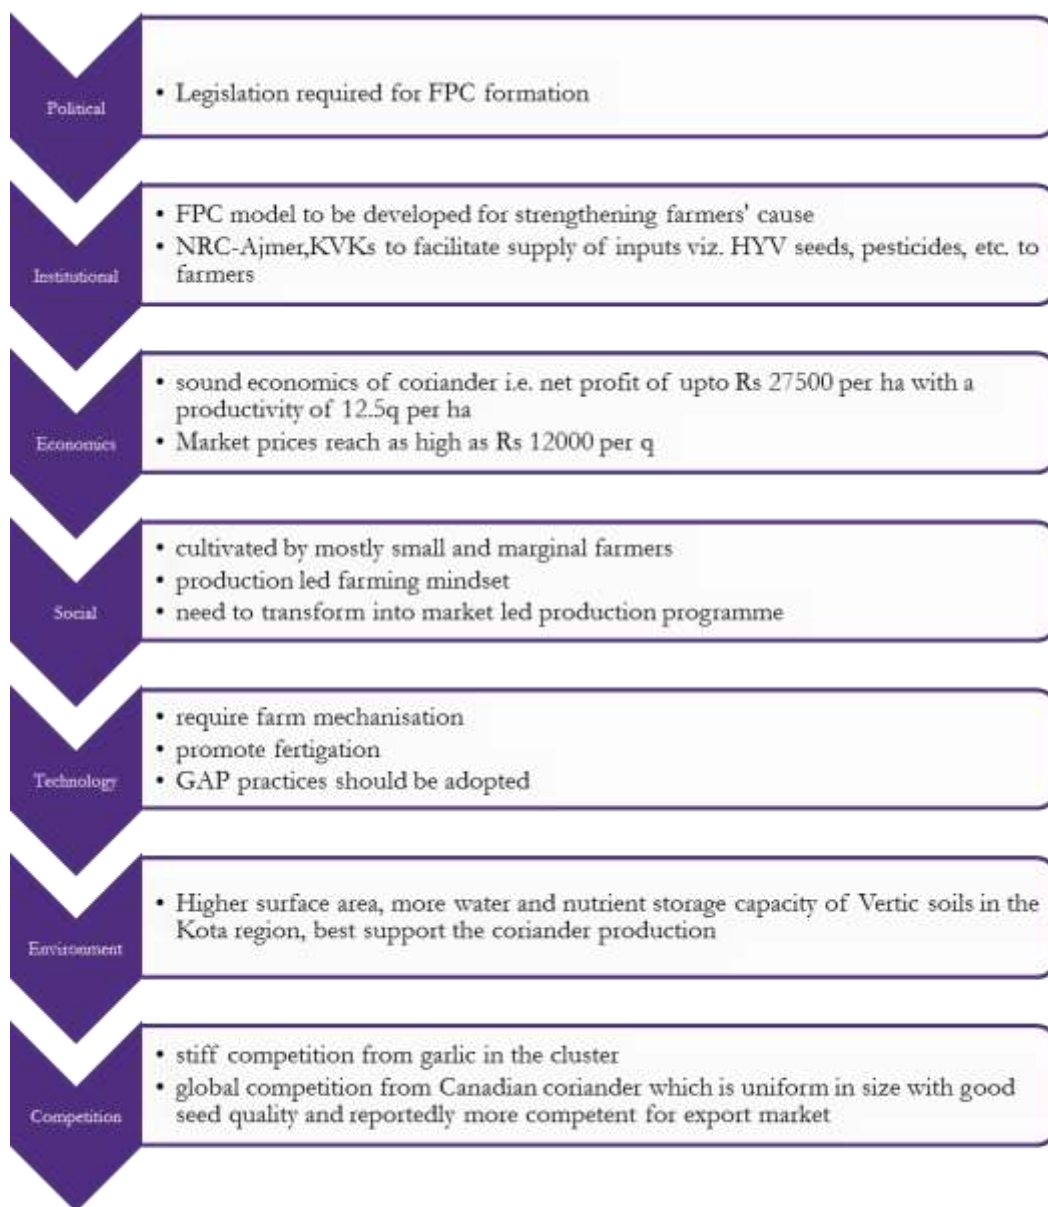 Political
• Legislation required for FPC formation
Institutional
• FPC model to be developed for strengthening farmers' cause
• NRC-Ajmer,KVKs to facilitate supply of inputs viz. HYV seeds, pesticides, etc. to
farmers
Economics
• sound economics of coriander i.e. net profit of upto Rs 27500 per ha with a
productivity of 12.5q per ha
• Market prices reach as high as Rs 12000 per q
Social
• cultivated by mostly small and marginal farmers
• production led farming mindset
• need to transform into market led production programme
Technology
• require farm mechanisation
• promote fertigation
• GAP practices should be adopted
Environment
• Higher surface area, more water and nutrient storage capacity of Vertic soils in the
Kota region, best support the coriander production
Competition
• stiff competition from garlic in the cluster
• global competition from Canadian coriander which is uniform in size with good
seed quality and reportedly more competent for export market